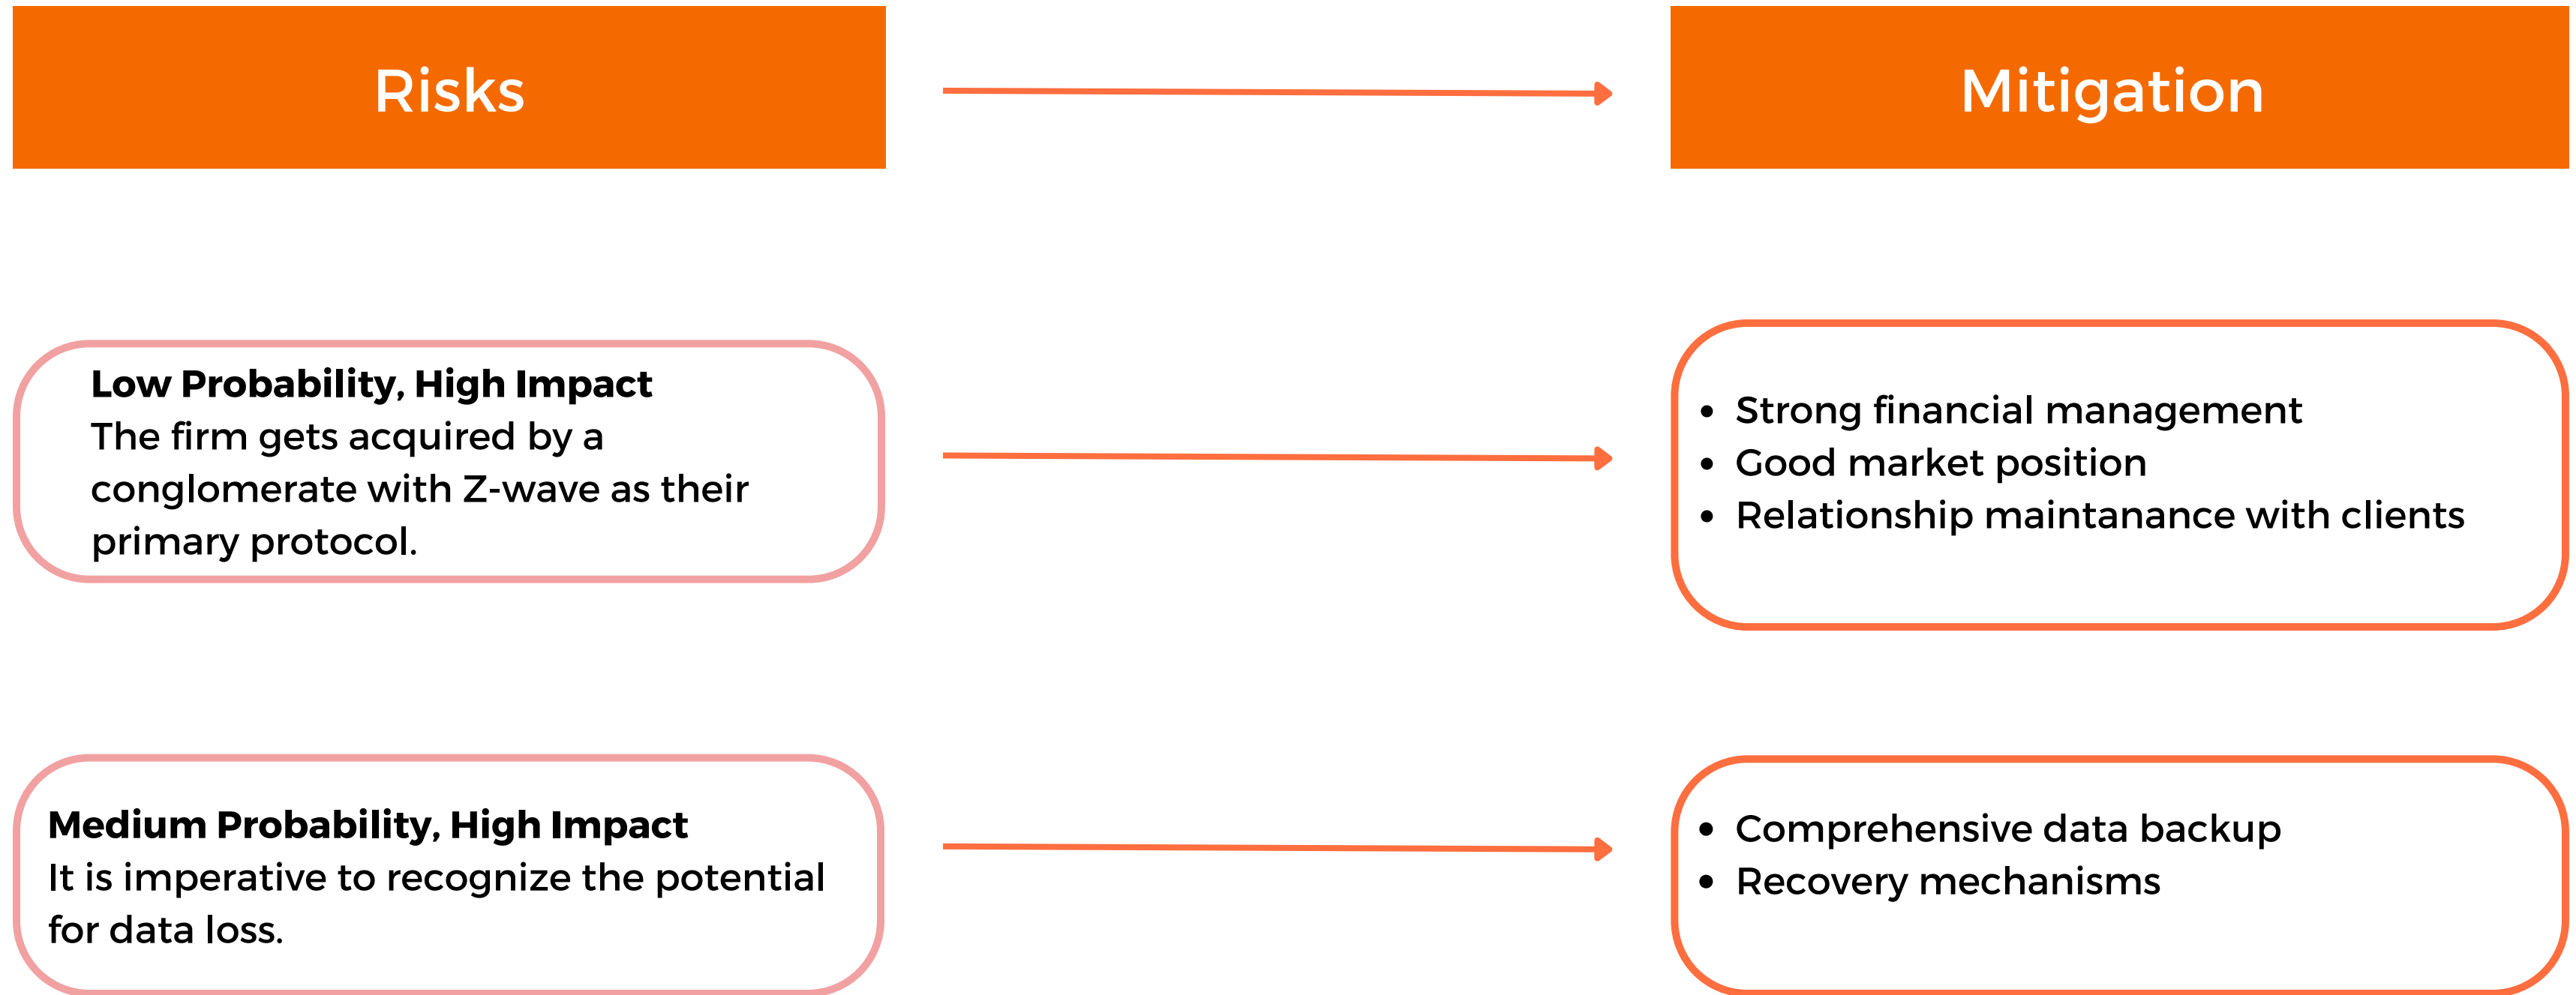 Risks
Mitigation
Low Probability, High Impact
The firm gets acquired by a
conglomerate with Z-wave as their
primary protocol.
• Strong financial management
• Good market position
• Relationship maintanance with clients
Medium Probability, High Impact
It is imperative to recognize the potential
for data loss.
• Comprehensive data backup
• Recovery mechanisms